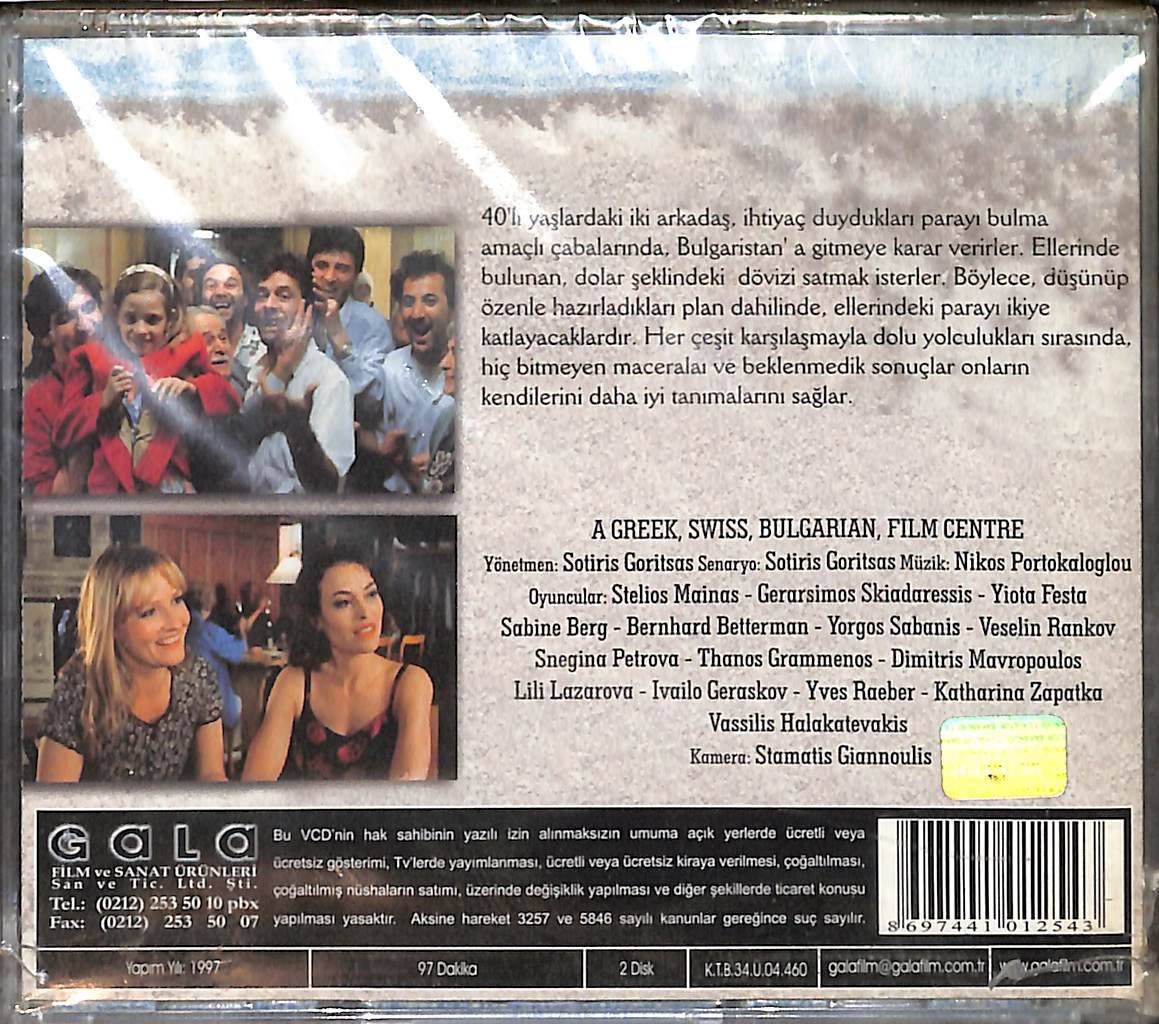 40'lı yaşlardaki iki arkadaş, ihtiyaç duydukları parayı bulma
amaçlı çabalarında, Bulgaristan' a gitmeye karar verirler. Ellerinde
bulunan, dolar şeklindeki dövizi satmak isterler. Böylece, düşünüp
özenle hazırladıkları plan dahilinde, ellerindeki parayı ikiye
katlayacaklardır. Her çeşit karşılaşmayla dolu yolculukları sırasında,
hiç bitmeyen maceralar ve beklenmedik sonuçlar onların
kendilerini daha iyi tanımalarını sağlar.
A GREEK, SWISS, BULGARIAN, FILM CENTRE
Yönetmen: Sotiris Goritsas Senaryo: Sotiris Goritsas Müzik: Nikos Portokaloglou
Oyuncular: Stelios Mainas - Gerarsimos Skiadaressis - Yiota Festa
Sabine Berg - Bernhard Betterman - Yorgos Sabanis - Veselin Rankov
Snegina Petrova - Thanos Grammenos - Dimitris Mavropoulos
Lili Lazarova - Ivailo Geraskov - Yves Raeber - Katharina Zapatka
Vassilis Halakatevakis
Kamera: Stamatis Giannoulis
GALA
FİLM ve SANAT ÜRÜNLERİ
San ve Tic. Ltd. Şti.
Tel.: (0212) 253 50 10 pbx
Fax: (0212) 253 50 07
Bu VCD'nin hak sahibinin yazılı izin alınmaksızın umuma açık yerlerde ücretli veya
ücretsiz gösterimi, Tv'lerde yayımlanması, ücretli veya ücretsiz kiraya verilmesi, çoğaltılması,
çoğaltılmış nüshaların satımı, üzerinde değişiklik yapılması ve diğer şekillerde ticaret konusu
yapılması yasaktır. Aksine hareket 3257 ve 5846 sayılı kanunlar gereğince suç sayılır.
8 697441 012543
Yapım Yılı: 1997
97 Dakika
2 Disk
K.T.B.34.U.04.460
galafilm@galafilm.com.tr
www.galafilm.com.tr